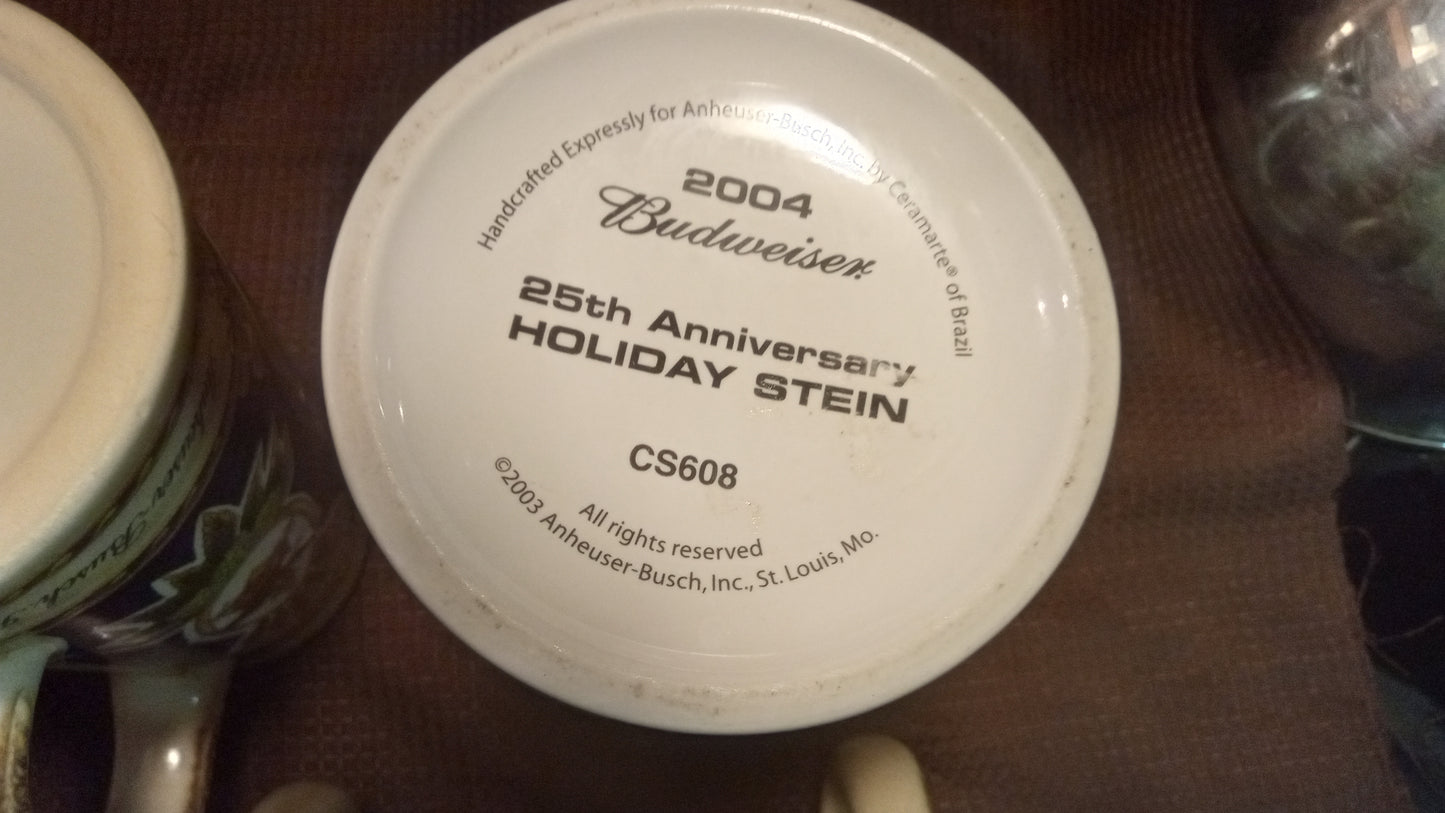 Handcrafted Expressly for Anheuser-Busch, Inc. by Ceramarte® of Brazil
2004
Budweiser.
25th Anniversary
HOLIDAY STEIN
CS608
All rights reserved
©2003 Anheuser-Busch, Inc., St. Louis, Mo.
Busch